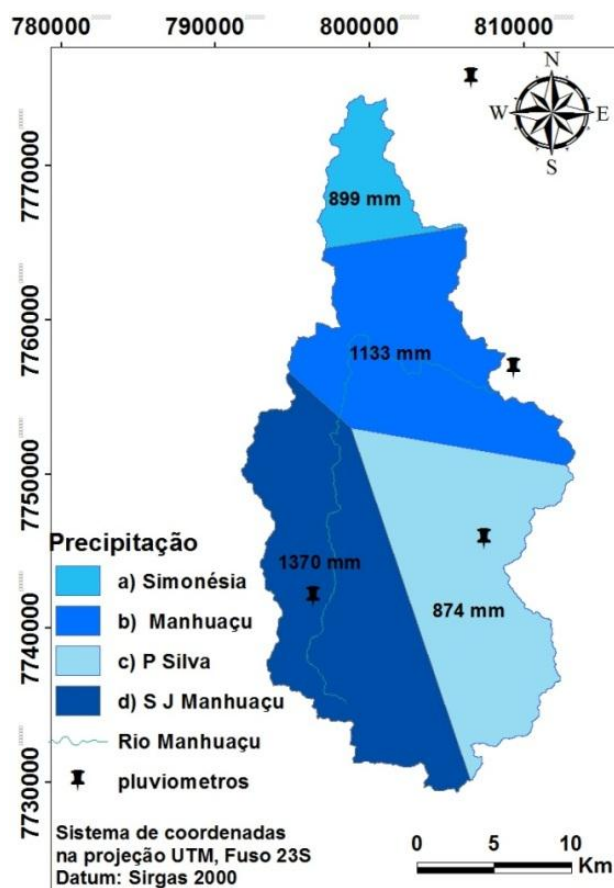 780000 790000 800000 810000
7770000
7760000
7750000
7740000
7730000
N
W E
S
899 mm
1133 mm
1370 mm
874 mm
Precipitação
a) Simonésia
b) Manhuaçu
c) P Silva
d) S J Manhuaçu
Rio Manhuaçu
pluviometros
Sistema de coordenadas
na projeção UTM, Fuso 23S
Datum: Sirgas 2000
0 5 10
Km